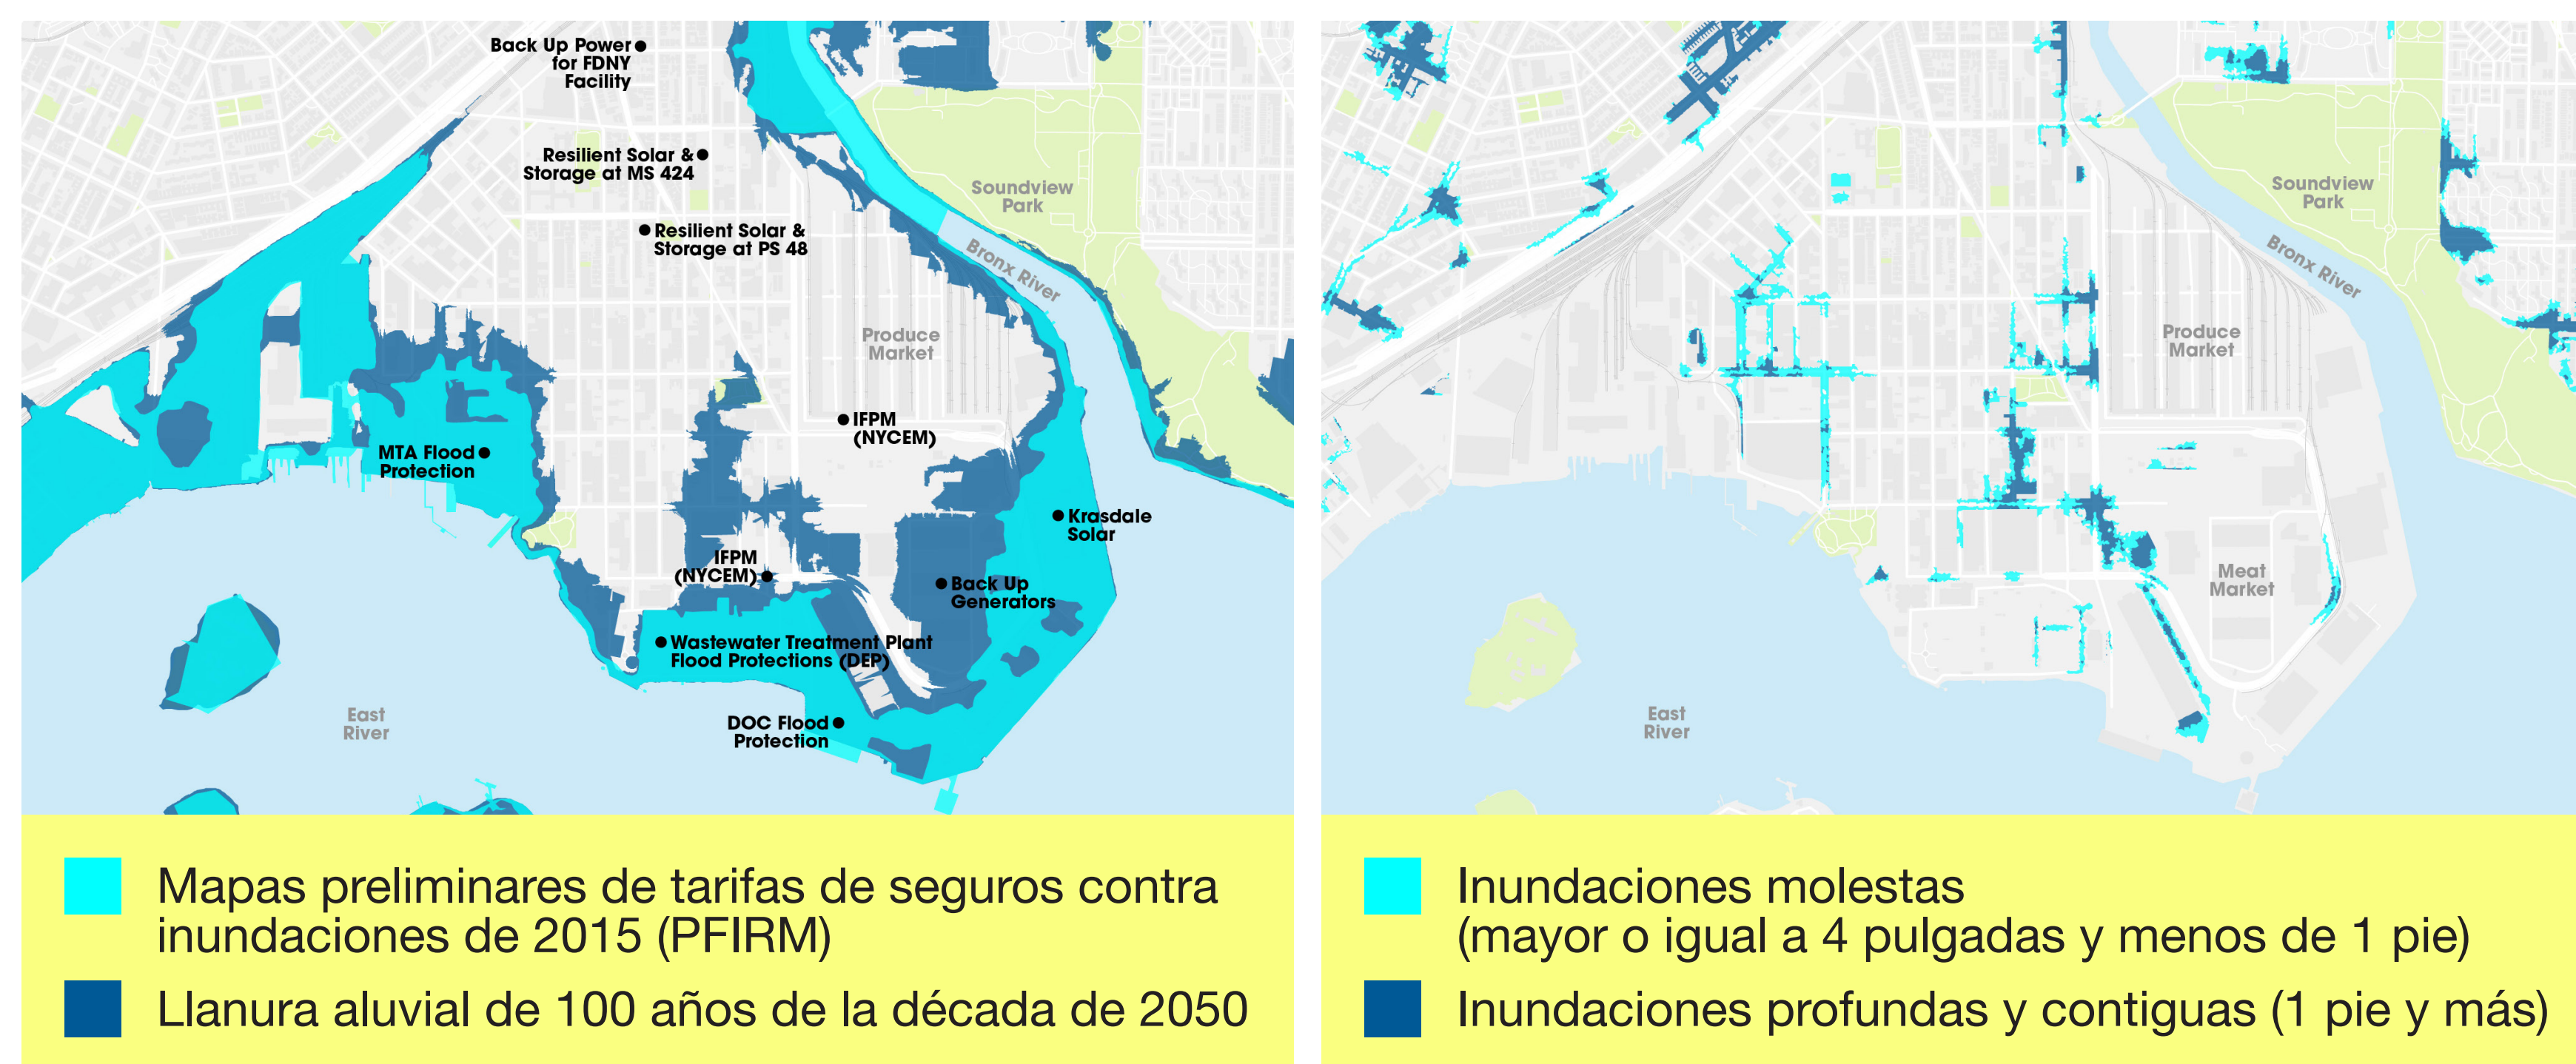 Back Up Power
for FDNY
Facility
Resilient Solar &
Storage at MS 424
Resilient Solar &
Storage at PS 48
Soundview
Park
Bronx River
Produce
Market
IFPM
(NYCEM)
MTA Flood
Protection
Krasdale
Solar
IFPM
(NYCEM)
Back Up
Generators
Wastewater Treatment Plant
Flood Protections (DEP)
East
River
DOC Flood
Protection
Mapas preliminares de tarifas de seguros contra
inundaciones de 2015 (PFIRM)
Llanura aluvial de 100 años de la década de 2050
Soundview
Park
Bronx River
Produce
Market
Meat
Market
East
River
Inundaciones molestas
(mayor o igual a 4 pulgadas y menos de 1 pie)
Inundaciones profundas y contiguas (1 pie y más)